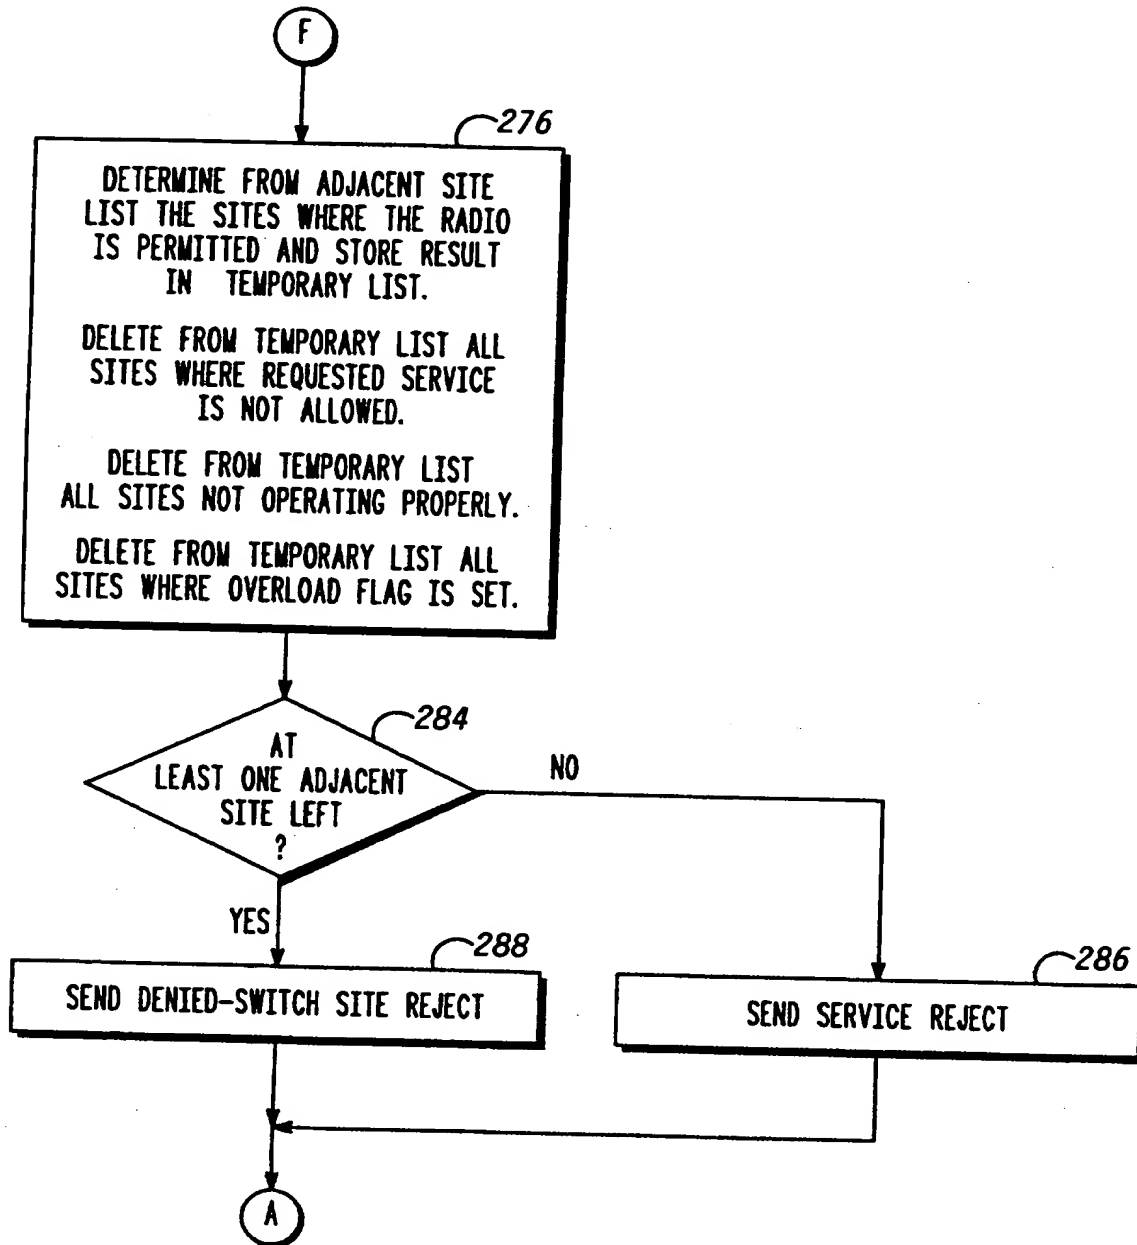 F
276
DETERMINE FROM ADJACENT SITE
LIST THE SITES WHERE THE RADIO
IS PERMITTED AND STORE RESULT
IN TEMPORARY LIST.
DELETE FROM TEMPORARY LIST ALL
SITES WHERE REQUESTED SERVICE
IS NOT ALLOWED.
DELETE FROM TEMPORARY LIST
ALL SITES NOT OPERATING PROPERLY.
DELETE FROM TEMPORARY LIST ALL
SITES WHERE OVERLOAD FLAG IS SET.
284
AT
LEAST ONE ADJACENT
SITE LEFT
?
NO
YES
288
SEND DENIED-SWITCH SITE REJECT
286
SEND SERVICE REJECT
A